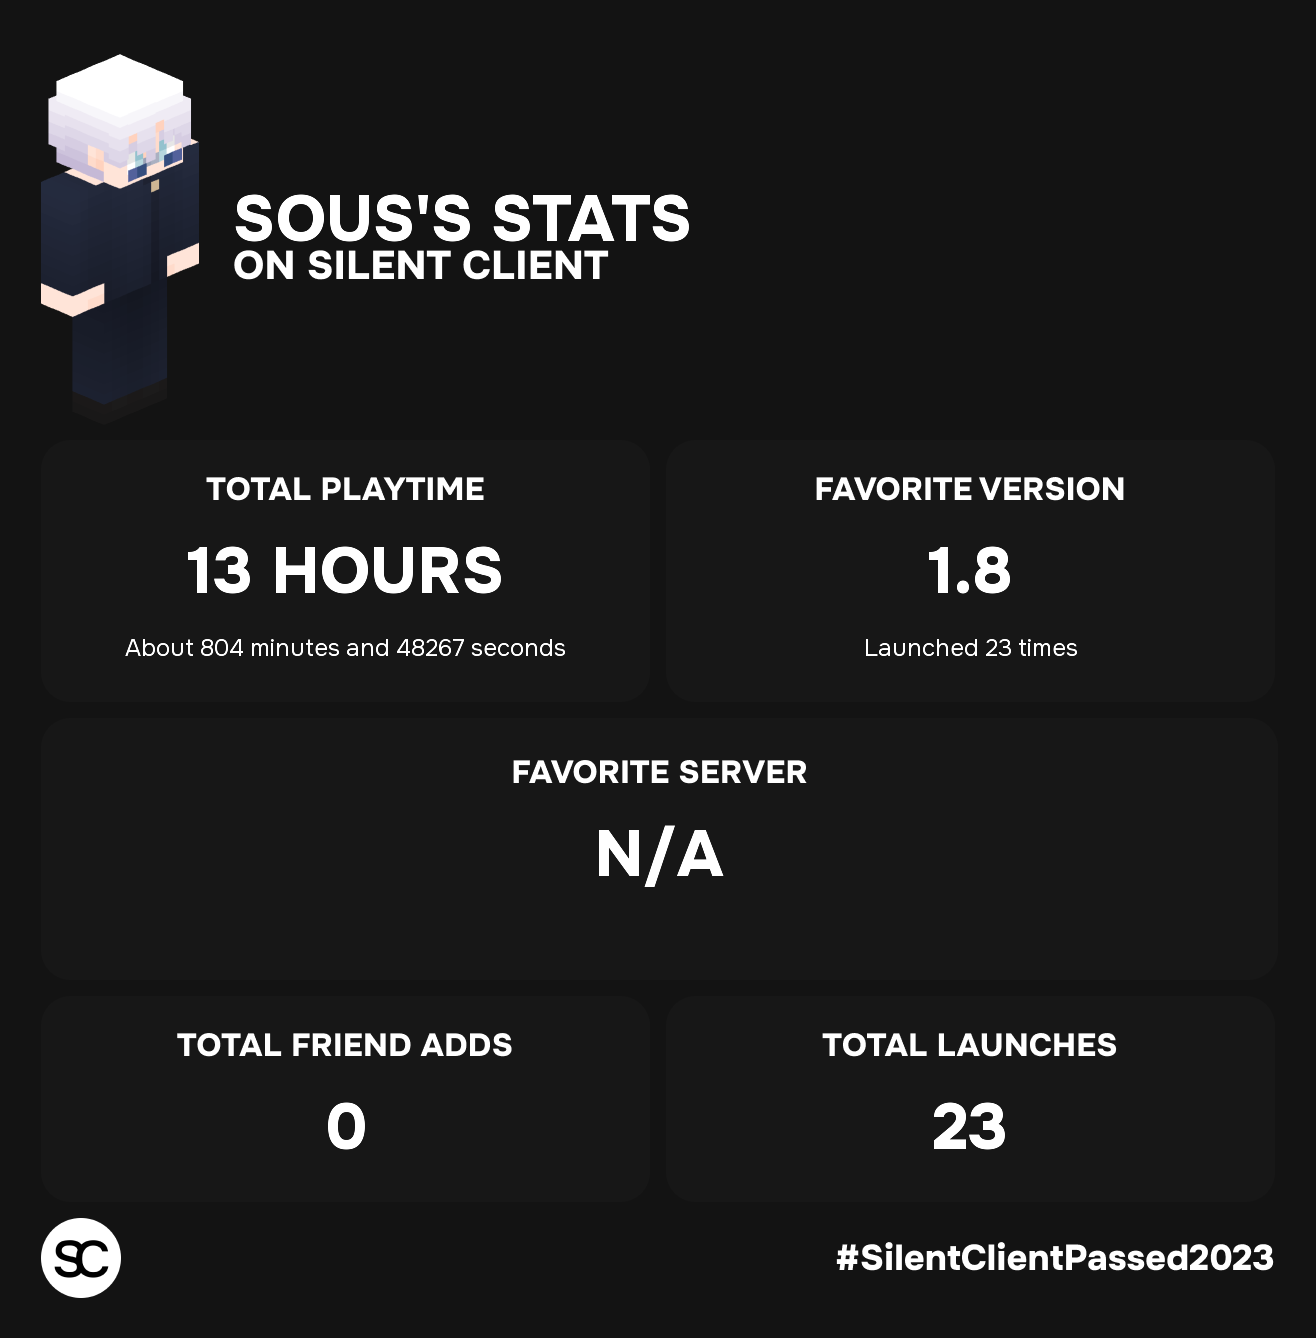 SOUS'S STATS
ON SILENT CLIENT
TOTAL PLAYTIME
13 HOURS
About 804 minutes and 48267 seconds
FAVORITE VERSION
1.8
Launched 23 times
FAVORITE SERVER
N/A
TOTAL FRIEND ADDS
0
TOTAL LAUNCHES
23
SC
#SilentClientPassed2023